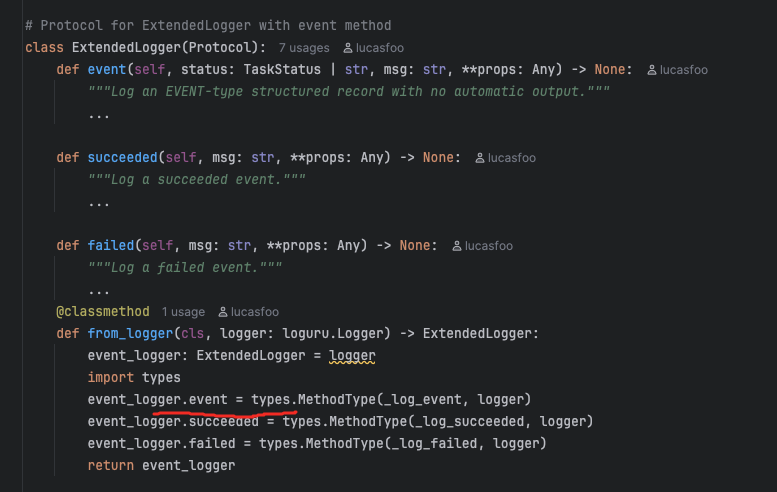 # Protocol for ExtendedLogger with event method
class ExtendedLogger(Protocol): 7 usages lucasfoo
def event(self, status: TaskStatus | str, msg: str, **props: Any) -> None: lucasfoo
"""Log an EVENT-type structured record with no automatic output."""
...
def succeeded(self, msg: str, **props: Any) -> None: lucasfoo
"""Log a succeeded event."""
...
def failed(self, msg: str, **props: Any) -> None: lucasfoo
"""Log a failed event."""
...
@classmethod 1 usage lucasfoo
def from_logger(cls, logger: loguru.Logger) -> ExtendedLogger:
event_logger: ExtendedLogger = logger
import types
event_logger.event = types.MethodType(_log_event, logger)
event_logger.succeeded = types.MethodType(_log_succeeded, logger)
event_logger.failed = types.MethodType(_log_failed, logger)
return event_logger